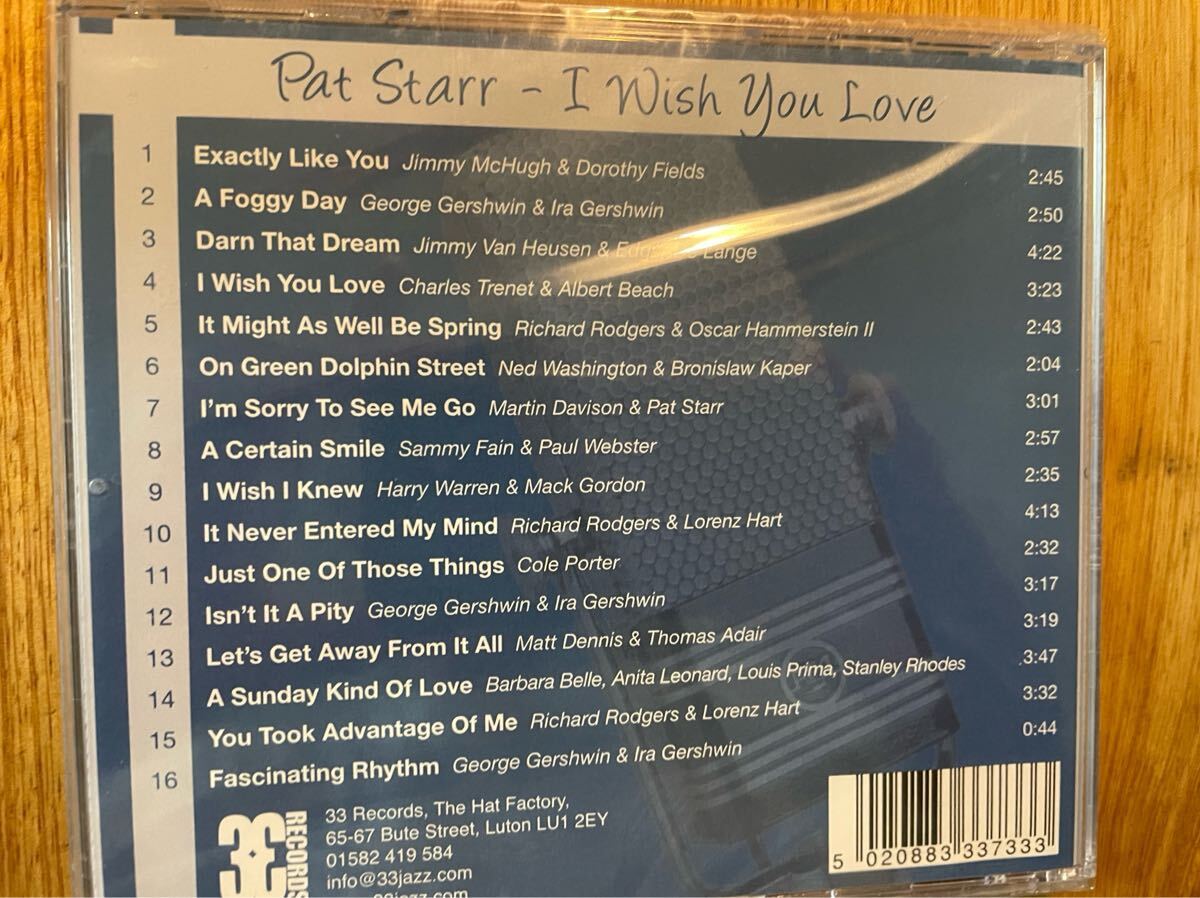 Pat Starr - I Wish You Love
1 Exactly Like You Jimmy McHugh & Dorothy Fields 2:45
2 A Foggy Day George Gershwin & Ira Gershwin 2:50
3 Darn That Dream Jimmy Van Heusen & Lange 4:22
4 I Wish You Love Charles Trenet & Albert Beach 3:23
5 It Might As Well Be Spring Richard Rodgers & Oscar Hammerstein II 2:43
6 On Green Dolphin Street Ned Washington & Bronislaw Kaper 2:04
7 I'm Sorry To See Me Go Martin Davison & Pat Starr 3:01
8 A Certain Smile Sammy Fain & Paul Webster 2:57
9 I Wish I Knew Harry Warren & Mack Gordon 2:35
10 It Never Entered My Mind Richard Rodgers & Lorenz Hart 4:13
11 Just One Of Those Things Cole Porter 2:32
12 Isn't It A Pity George Gershwin & Ira Gershwin 3:17
13 Let's Get Away From It All Matt Dennis & Thomas Adair 3:19
14 A Sunday Kind Of Love Barbara Belle, Anita Leonard, Louis Prima, Stanley Rhodes 3:47
15 You Took Advantage Of Me Richard Rodgers & Lorenz Hart 3:32
16 Fascinating Rhythm George Gershwin & Ira Gershwin 0:44
33 RECORDS
33 Records, The Hat Factory,
65-67 Bute Street, Luton LU1 2EY
01582 419 584
info@33jazz.com
5 020883 337333